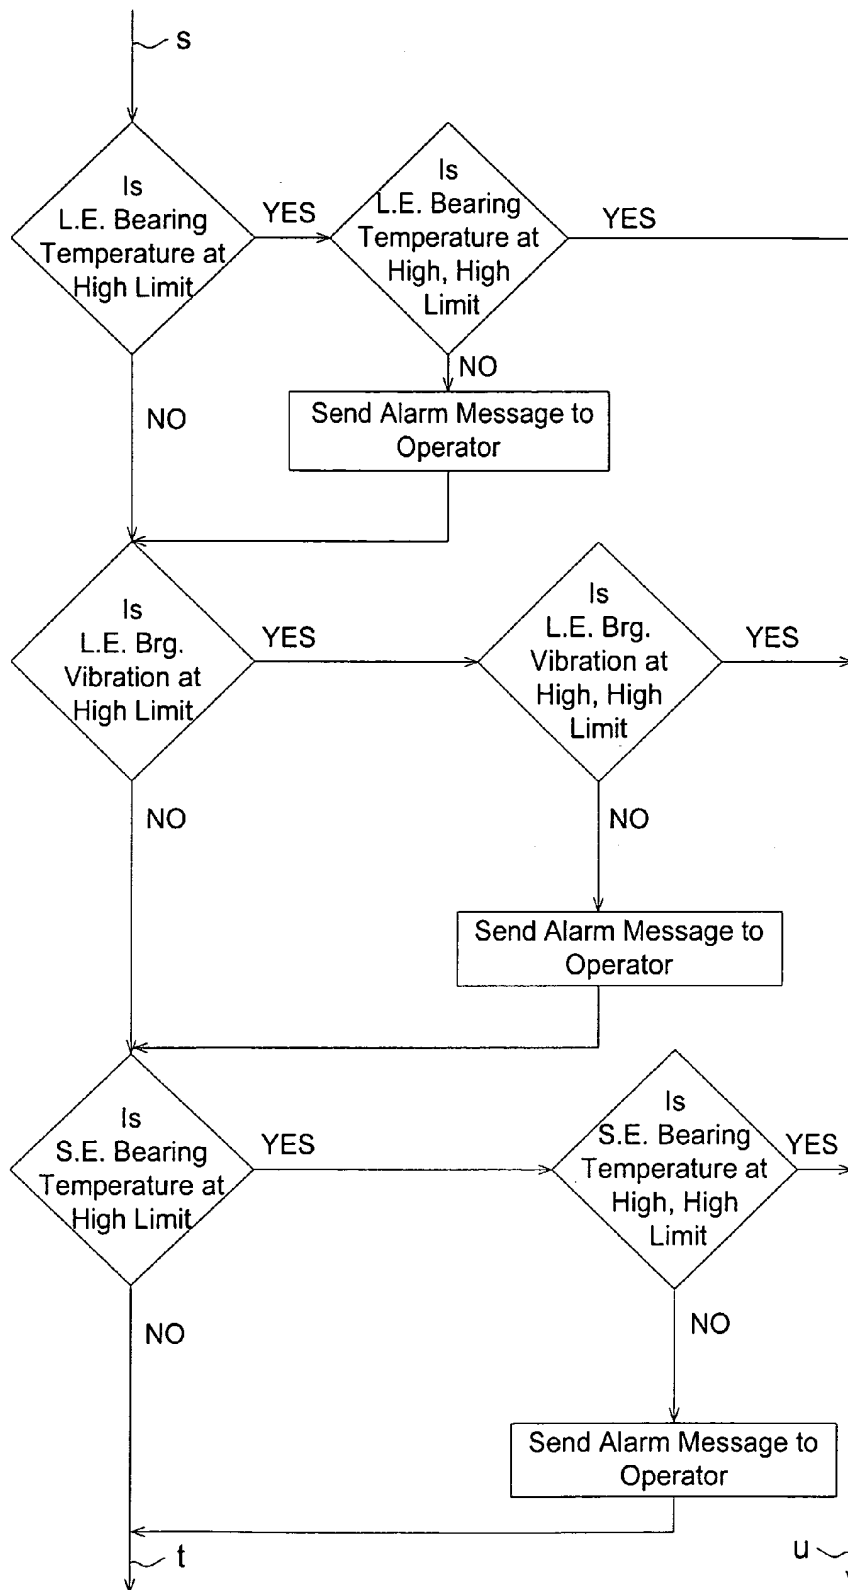 s
Is
L.E. Bearing
Temperature at
High Limit
YES
Is
L.E. Bearing
Temperature at
High, High
Limit
YES
NO
NO
Send Alarm Message to
Operator
Is
L.E. Brg.
Vibration at
High Limit
YES
Is
L.E. Brg.
Vibration at
High, High
Limit
YES
NO
NO
Send Alarm Message to
Operator
Is
S.E. Bearing
Temperature at
High Limit
YES
Is
S.E. Bearing
Temperature at
High, High
Limit
YES
NO
NO
Send Alarm Message to
Operator
t
u